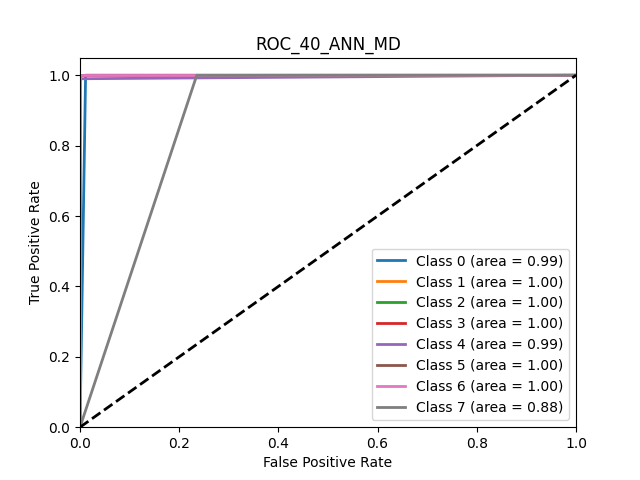 ROC_40_ANN_MD
True Positive Rate
1.0
0.8
0.6
0.4
0.2
0.0
0.0 0.2 0.4 0.6 0.8 1.0
False Positive Rate
Class 0 (area = 0.99)
Class 1 (area = 1.00)
Class 2 (area = 1.00)
Class 3 (area = 1.00)
Class 4 (area = 0.99)
Class 5 (area = 1.00)
Class 6 (area = 1.00)
Class 7 (area = 0.88)